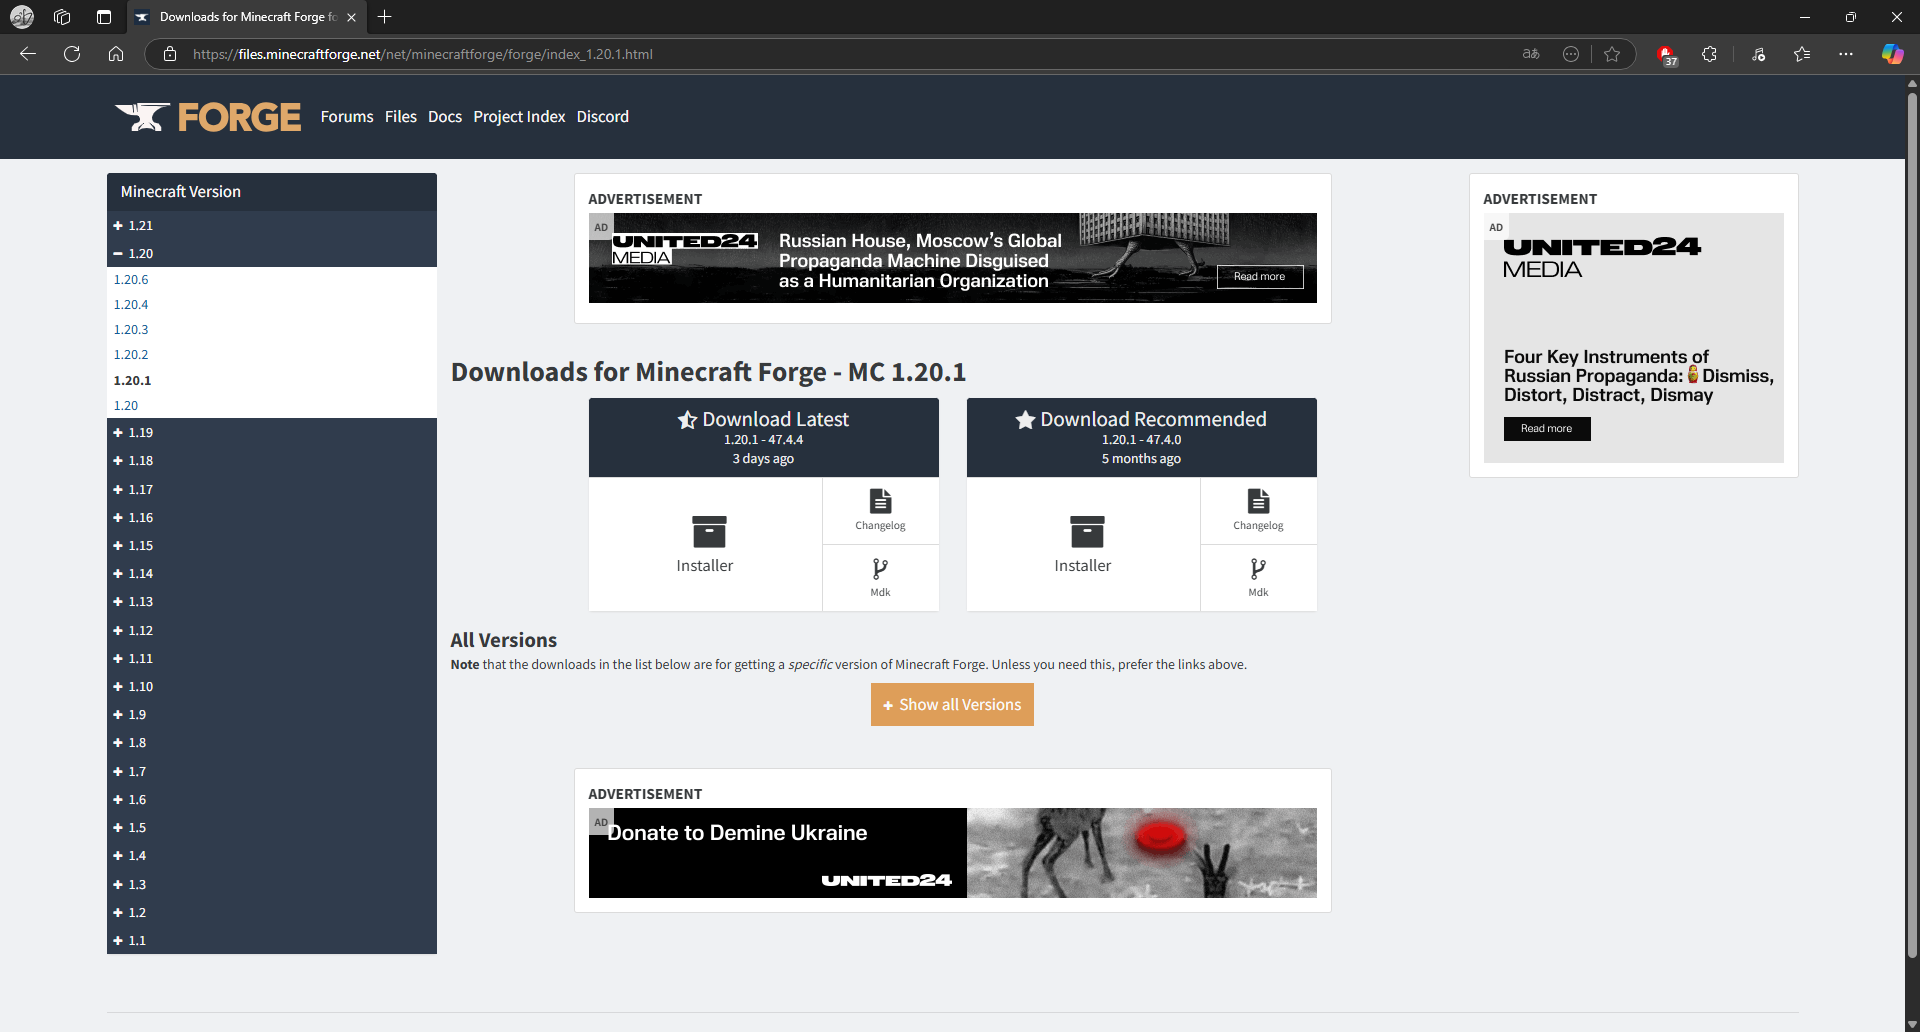 Downloads for Minecraft Forge fo
https://files.minecraftforge.net/net/minecraftforge/forge/index_1.20.1.html
aあ
37
FORGE
Forums Files Docs Project Index Discord
Minecraft Version
1.21
1.20
1.20.6
1.20.4
1.20.3
1.20.2
1.20.1
1.20
1.19
1.18
1.17
1.16
1.15
1.14
1.13
1.12
1.11
1.10
1.9
1.8
1.7
1.6
1.5
1.4
1.3
1.2
1.1
ADVERTISEMENT
AD
UNITED24
MEDIA
Russian House, Moscow’s Global
Propaganda Machine Disguised
as a Humanitarian Organization
Read more
Downloads for Minecraft Forge - MC 1.20.1
Download Latest
1.20.1 - 47.4.4
3 days ago
Installer
Changelog
Mdk
Download Recommended
1.20.1 - 47.4.0
5 months ago
Installer
Changelog
Mdk
All Versions
Note that the downloads in the list below are for getting a specific version of Minecraft Forge. Unless you need this, prefer the links above.
+ Show all Versions
ADVERTISEMENT
AD
Donate to Demine Ukraine
UNITED24
ADVERTISEMENT
AD
UNITED24
MEDIA
Four Key Instruments of
Russian Propaganda: Dismiss,
Distort, Distract, Dismay
Read more